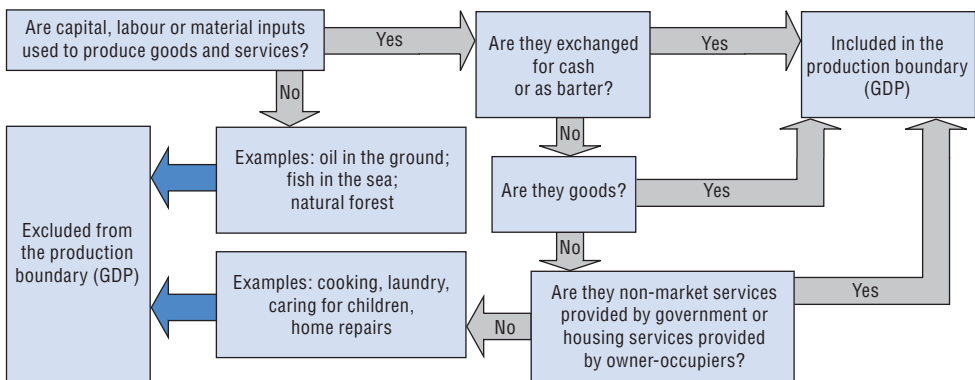 Are capital, labour or material inputs
used to produce goods and services?
Yes
Are they exchanged
for cash
or as barter?
Yes
Included in the
production boundary
(GDP)
No
No
Examples: oil in the ground;
fish in the sea;
natural forest
Are they goods?
Yes
Excluded from
the production
boundary (GDP)
No
Examples: cooking, laundry,
caring for children,
home repairs
No
Are they non-market services
provided by government or
housing services provided
by owner-occupiers?
Yes